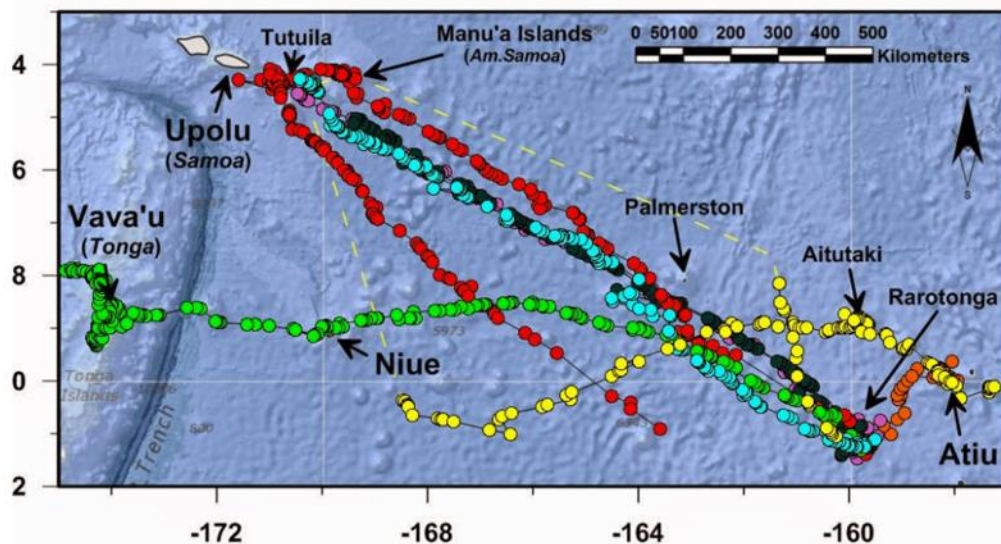 0 50100 200 300 400 500
Kilometers
N
S
Tutuila
Manu'a Islands
(Am.Samoa)
Upolu
(Samoa)
Vava'u
(Tonga)
Palmerston
Aitutaki
Rarotonga
Niue
Atiu
5973
Tonga
Islands
Trench
4
6
8
0
2
-172
-168
-164
-160